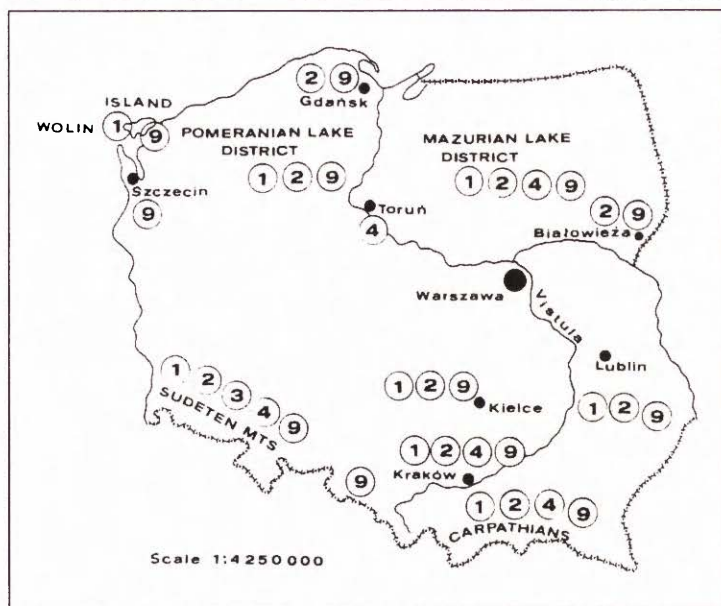 2 9
Gdańsk
ISLAND
WOLIN 1 9
POMERANIAN LAKE
DISTRICT
1 2 9
MAZURIAN LAKE
DISTRICT
1 2 4 9
Szczecin
9
Toruń
4
2 9
Białowieża
Warszawa
Vistula
Lublin
1 2 9
1 2 3 4 9
SUDETEN MTS
1 2 9
Kielce
1 2 4 9
Kraków
9
1 2 4 9
CARPATHIANS
Scale 1:4250000